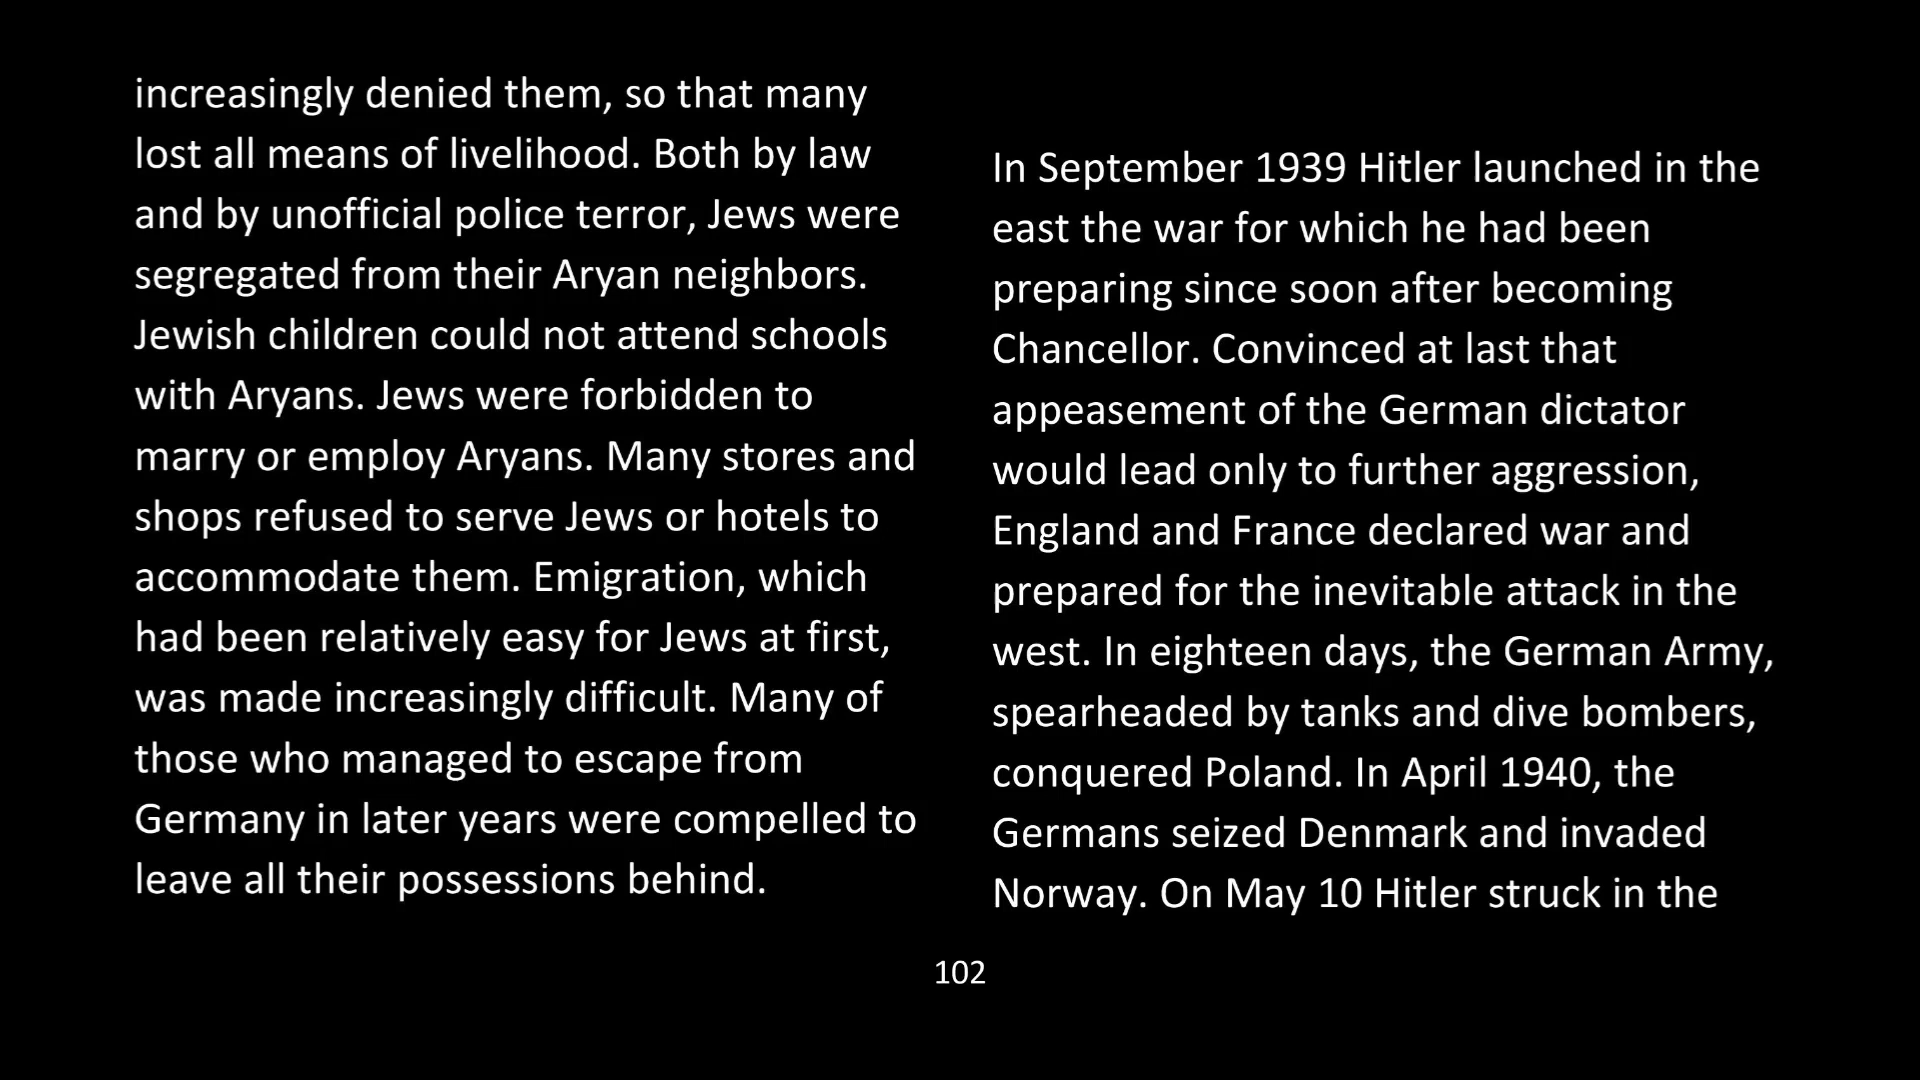 increasingly denied them, so that many
lost all means of livelihood. Both by law
and by unofficial police terror, Jews were
segregated from their Aryan neighbors.
Jewish children could not attend schools
with Aryans. Jews were forbidden to
marry or employ Aryans. Many stores and
shops refused to serve Jews or hotels to
accommodate them. Emigration, which
had been relatively easy for Jews at first,
was made increasingly difficult. Many of
those who managed to escape from
Germany in later years were compelled to
leave all their possessions behind.
In September 1939 Hitler launched in the
east the war for which he had been
preparing since soon after becoming
Chancellor. Convinced at last that
appeasement of the German dictator
would lead only to further aggression,
England and France declared war and
prepared for the inevitable attack in the
west. In eighteen days, the German Army,
spearheaded by tanks and dive bombers,
conquered Poland. In April 1940, the
Germans seized Denmark and invaded
Norway. On May 10 Hitler struck in the
102